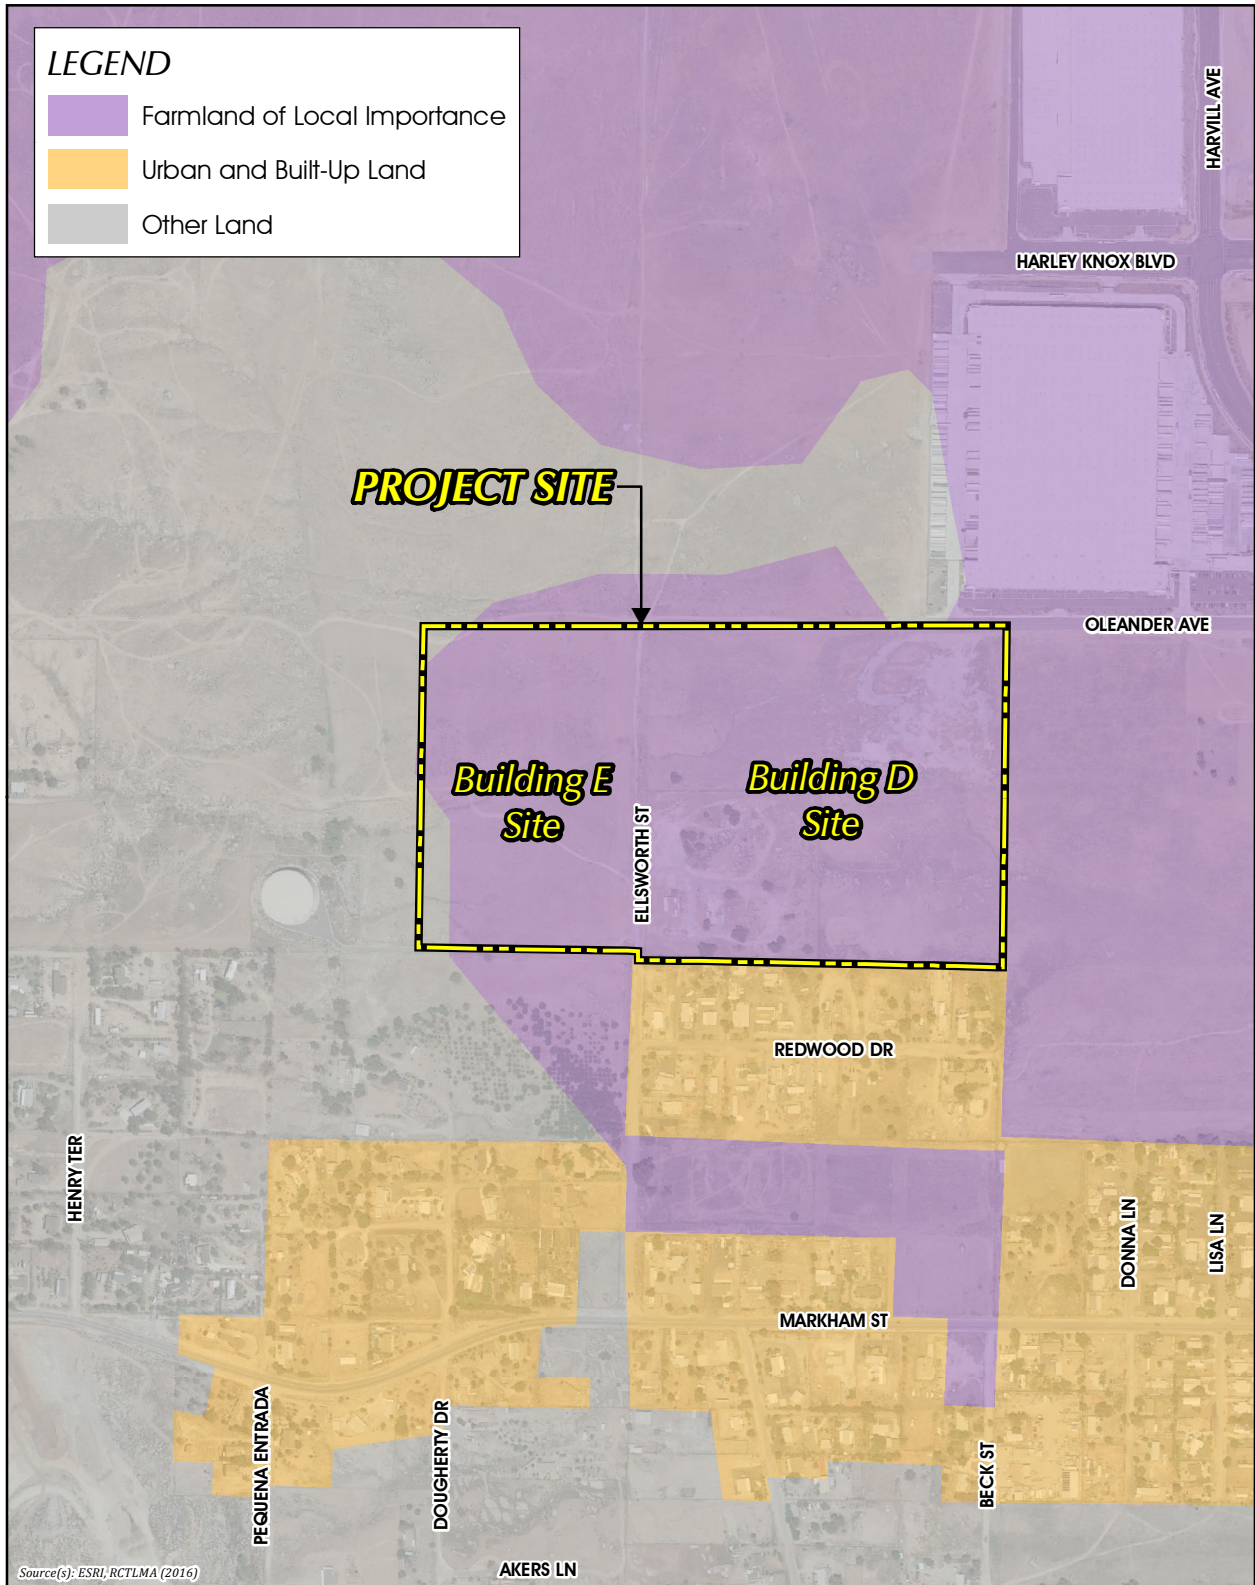 LEGEND
Farmland of Local Importance
Urban and Built-Up Land
Other Land
HARVILL AVE
HARLEY KNOX BLVD
PROJECT SITE
OLEANDER AVE
Building E
Site
Building D
Site
ELLSWORTH ST
REDWOOD DR
HENRY TER
DONNA LN
LISA LN
MARKHAM ST
PEQUENA ENTRADA
DOUGHERTY DR
BECK ST
AKERS LN
Source(s): ESRI, RCTLMA (2016)